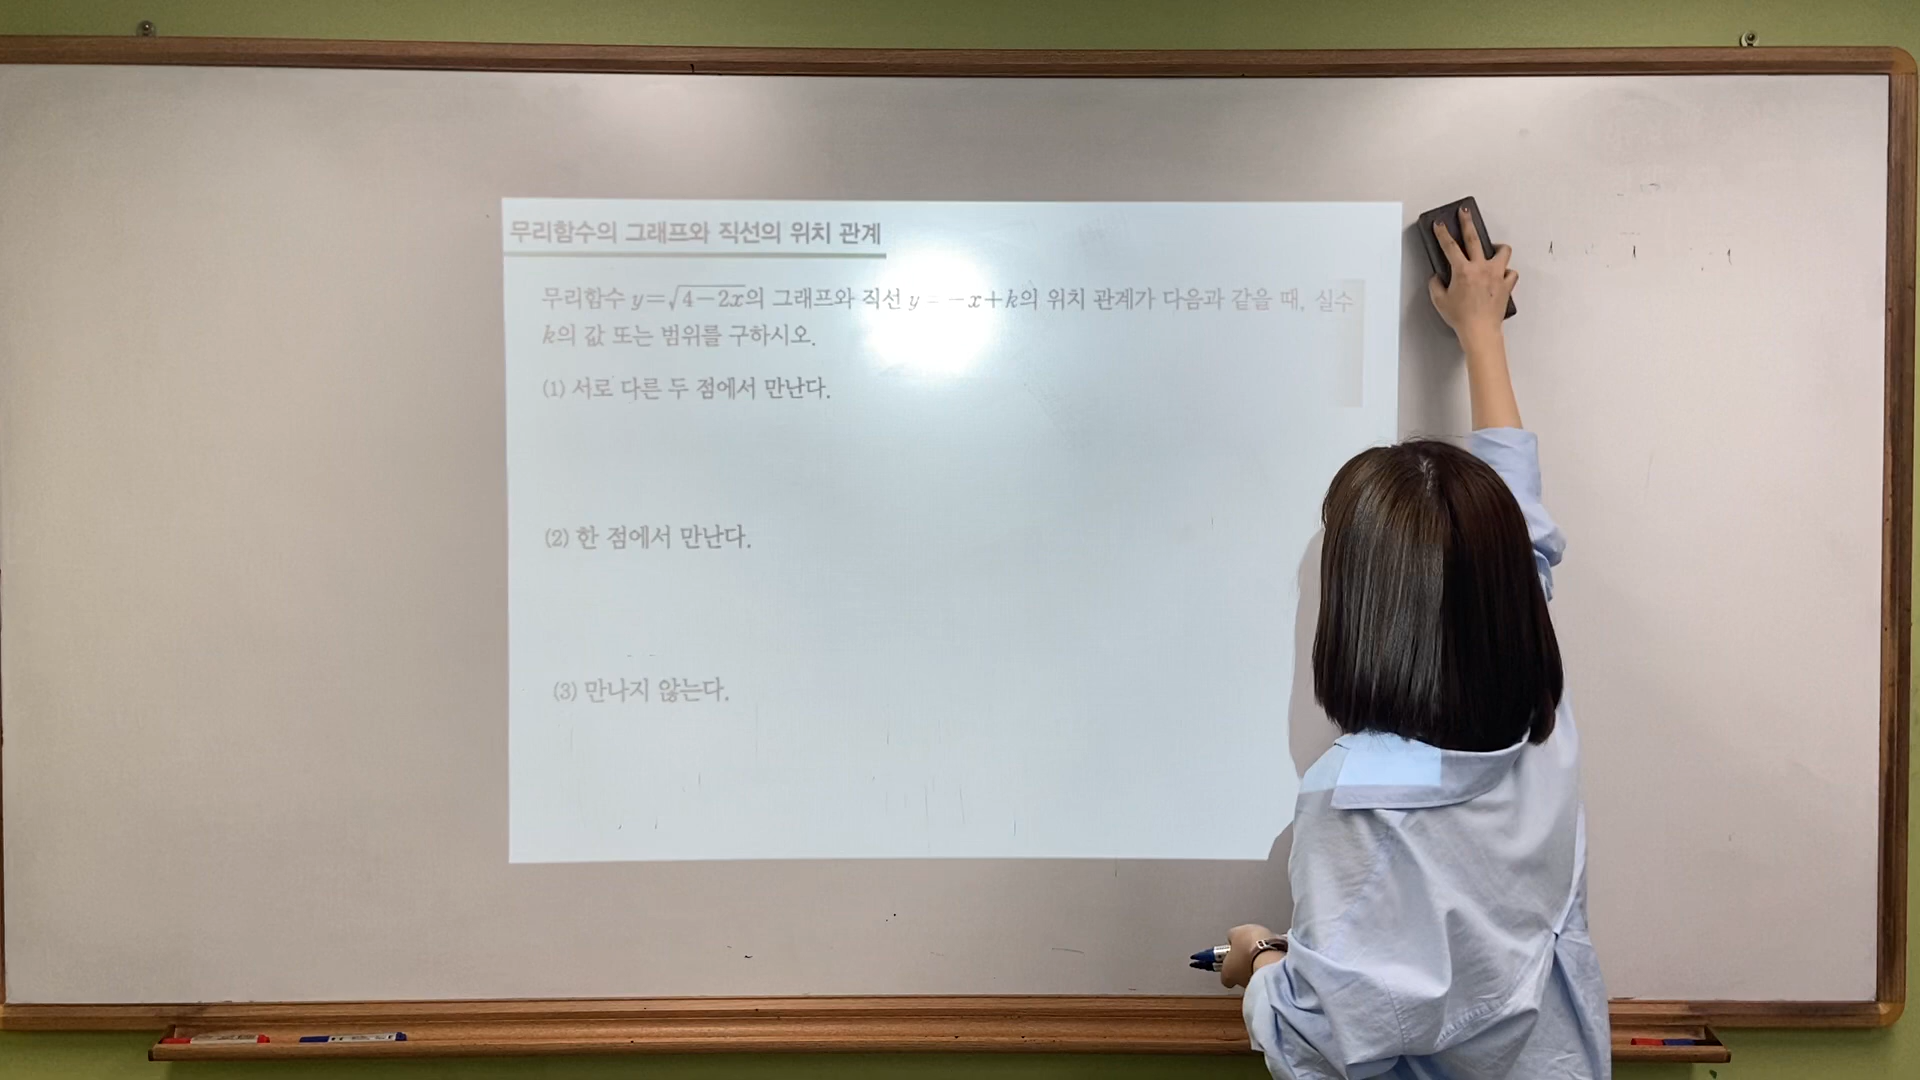 무리함수의 그래프와 직선의 위치 관계
무리함수 y=√4-2x의 그래프와 직선 y=-x+k의 위치 관계가 다음과 같을 때, 실수
k의 값 또는 범위를 구하시오.
(1) 서로 다른 두 점에서 만난다.
(2) 한 점에서 만난다.
(3) 만나지 않는다.